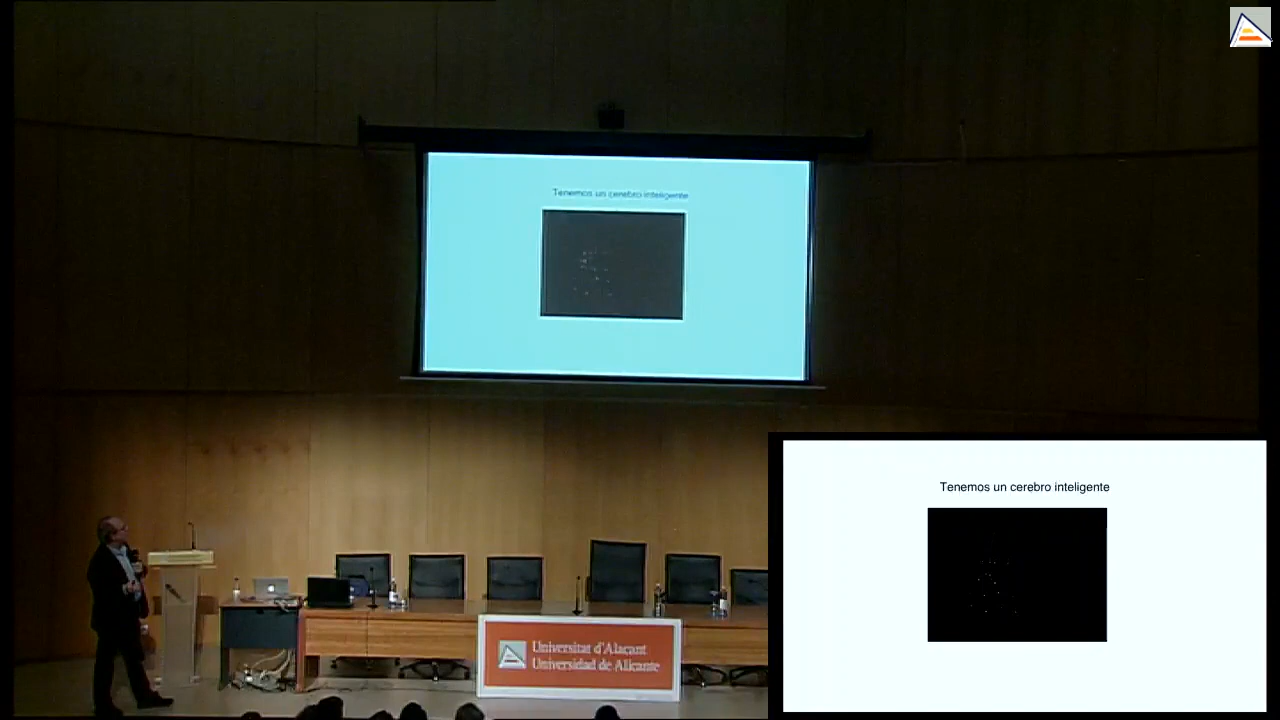 Tenemos un cerebro inteligente
Universitat d'Alacant
Universidad de Alicante
Tenemos un cerebro inteligente